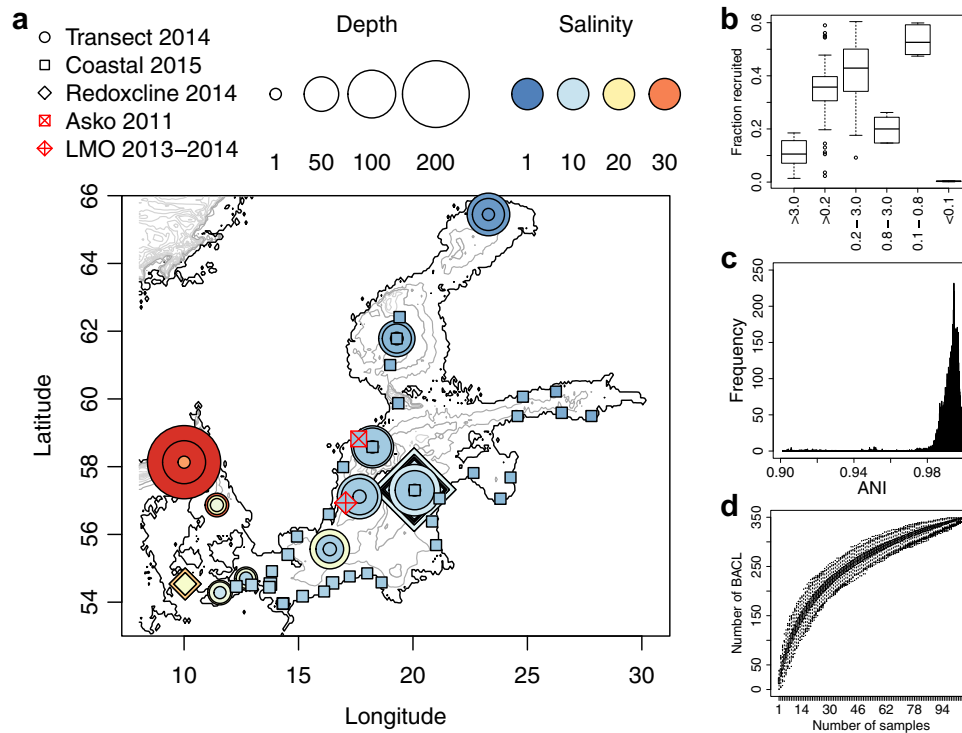 a
Transect 2014
Coastal 2015
Redoxcline 2014
Asko 2011
LMO 2013–2014
Depth
1 50 100 200
Salinity
1 10 20 30
66
64
62
60
58
56
54
Latitude
10 15 20 25 30
Longitude
b
Fraction recruited
0.6
0.4
0.2
0.0
>3.0
>0.2
0.2 – 3.0
0.8 – 3.0
0.1 – 0.8
<0.1
c
Frequency
250
200
150
100
50
0
0.90 0.94 0.98
ANI
d
Number of BACL
350
250
150
50
0
1 14 30 46 62 78 94
Number of samples